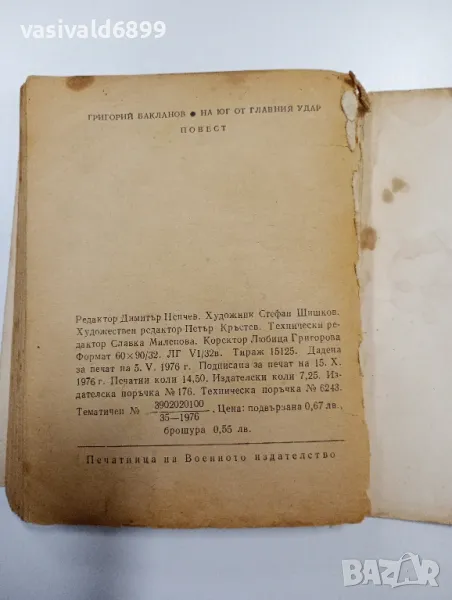 vasivald6899
ГРИГОРИЙ БАКЛАНОВ ● НА ЮГ ОТ ГЛАВНИЯ УДАР
ПОВЕСТ
Редактор Димитър Пенчев. Художник Стефан Шишков.
Художествен редактор Петър Кръстев. Технически ре-
дактор Славка Миленова. Коректор Любица Григорова
Формат 60×90/32. ЛГ VI/32в. Тираж 15125. Дадена
за печат на 5. V. 1976 г. Подписана за печат на 15. X.
1976 г. Печатни коли 14,50. Издателски коли 7,25. Из-
дателска поръчка № 176. Техническа поръчка № 6243.
Тематичен № 3902020100
35—1976 . Цена: подвързана 0,67 лв.,
брошура 0,55 лв.
Печатница на Военното издателство
BAZAR.bg